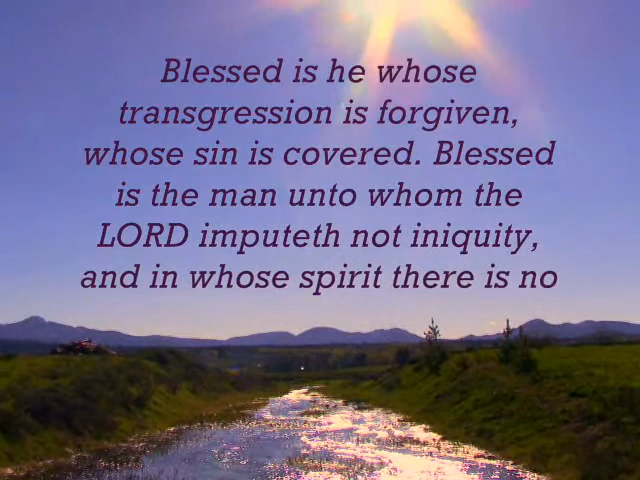 Blessed is he whose
transgression is forgiven,
whose sin is covered. Blessed
is the man unto whom the
LORD imputeth not iniquity,
and in whose spirit there is no